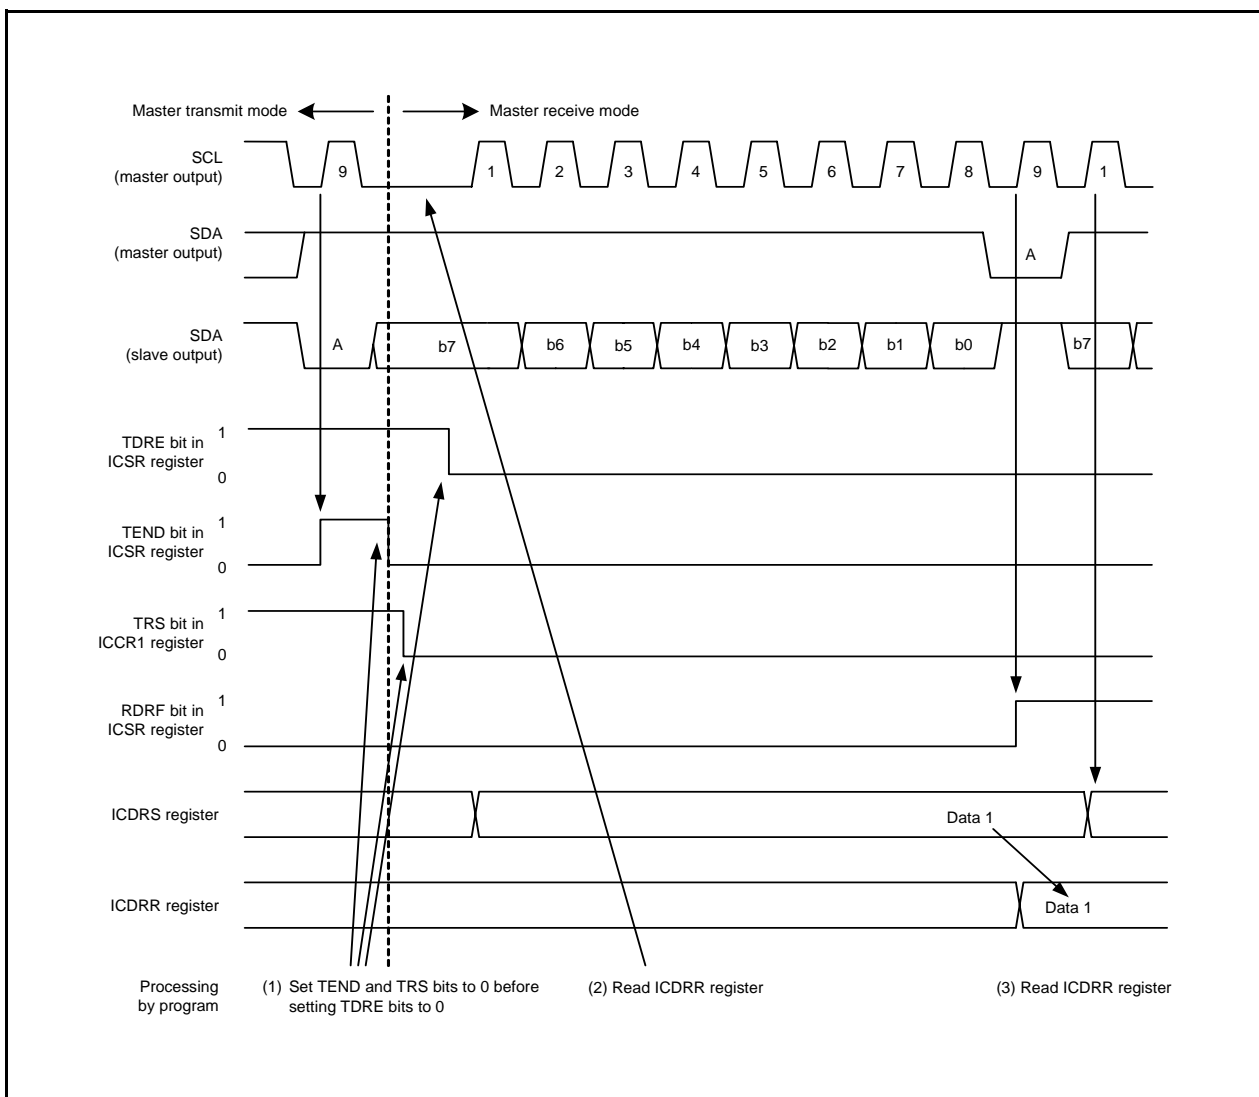 Master transmit mode
Master receive mode
SCL
(master output)
9
1
2
3
4
5
6
7
8
9
1
SDA
(master output)
A
SDA
(slave output)
A
b7
b6
b5
b4
b3
b2
b1
b0
b7
TDRE bit in
ICSR register
1
0
TEND bit in
ICSR register
1
0
TRS bit in
ICCR1 register
1
0
RDRF bit in
ICSR register
1
0
ICDRS register
Data 1
ICDRR register
Data 1
Processing
by program
(1) Set TEND and TRS bits to 0 before
setting TDRE bits to 0
(2) Read ICDRR register
(3) Read ICDRR register